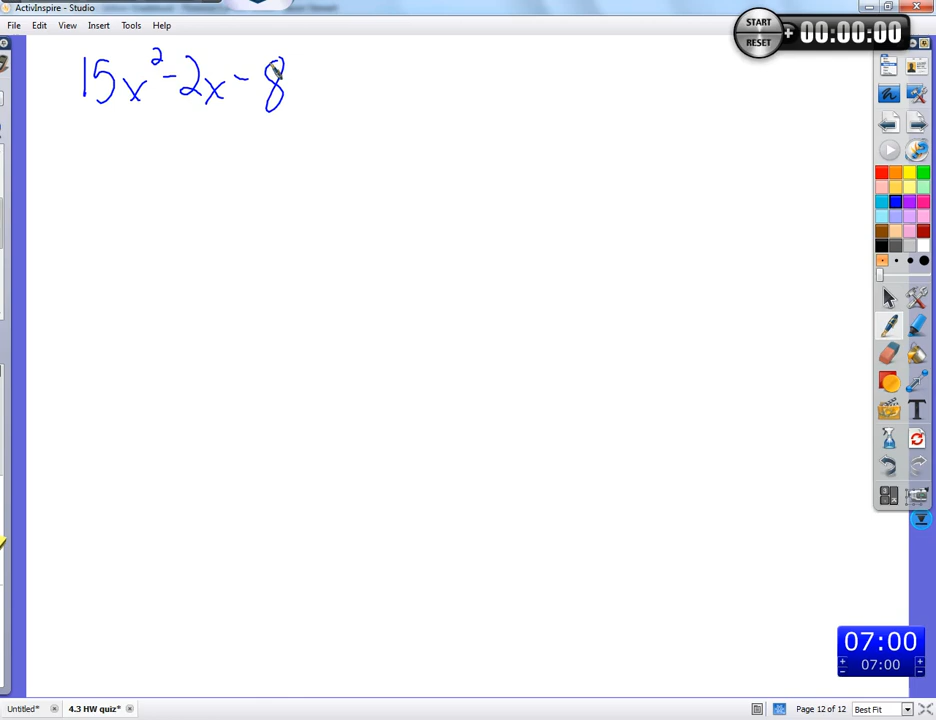 ActivInspire - Studio
File Edit View Insert Tools Help
START
RESET
00:00:00
15x² - 2x - 8
T
07:00
07:00
Untitled* 4.3 HW quiz* Page 12 of 12 Best Fit